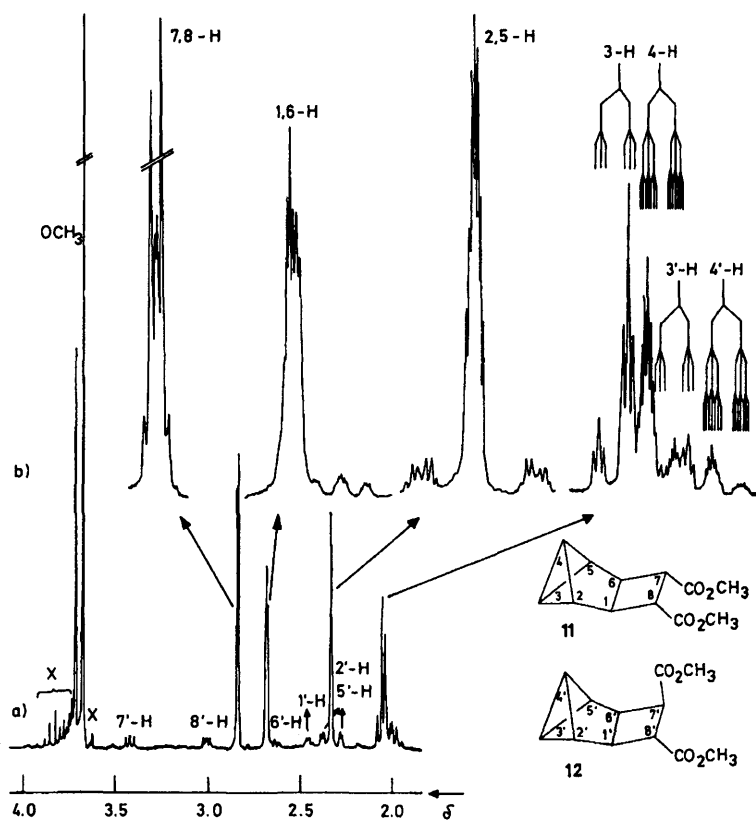 7,8-H
2,5-H
3-H 4-H
1,6-H
OCH3
3'-H 4'-H
b)
4
5
6
7
3
2
1
8
CO2CH3
CO2CH3
11
X
X
7'-H
8'-H
6'-H
1'-H
2'-H
5'-H
a)
CO2CH3
4'
5'
6'
7'
3'
2'
1'
8'
CO2CH3
12
4.0 3.5 3.0 2.5 2.0 δ